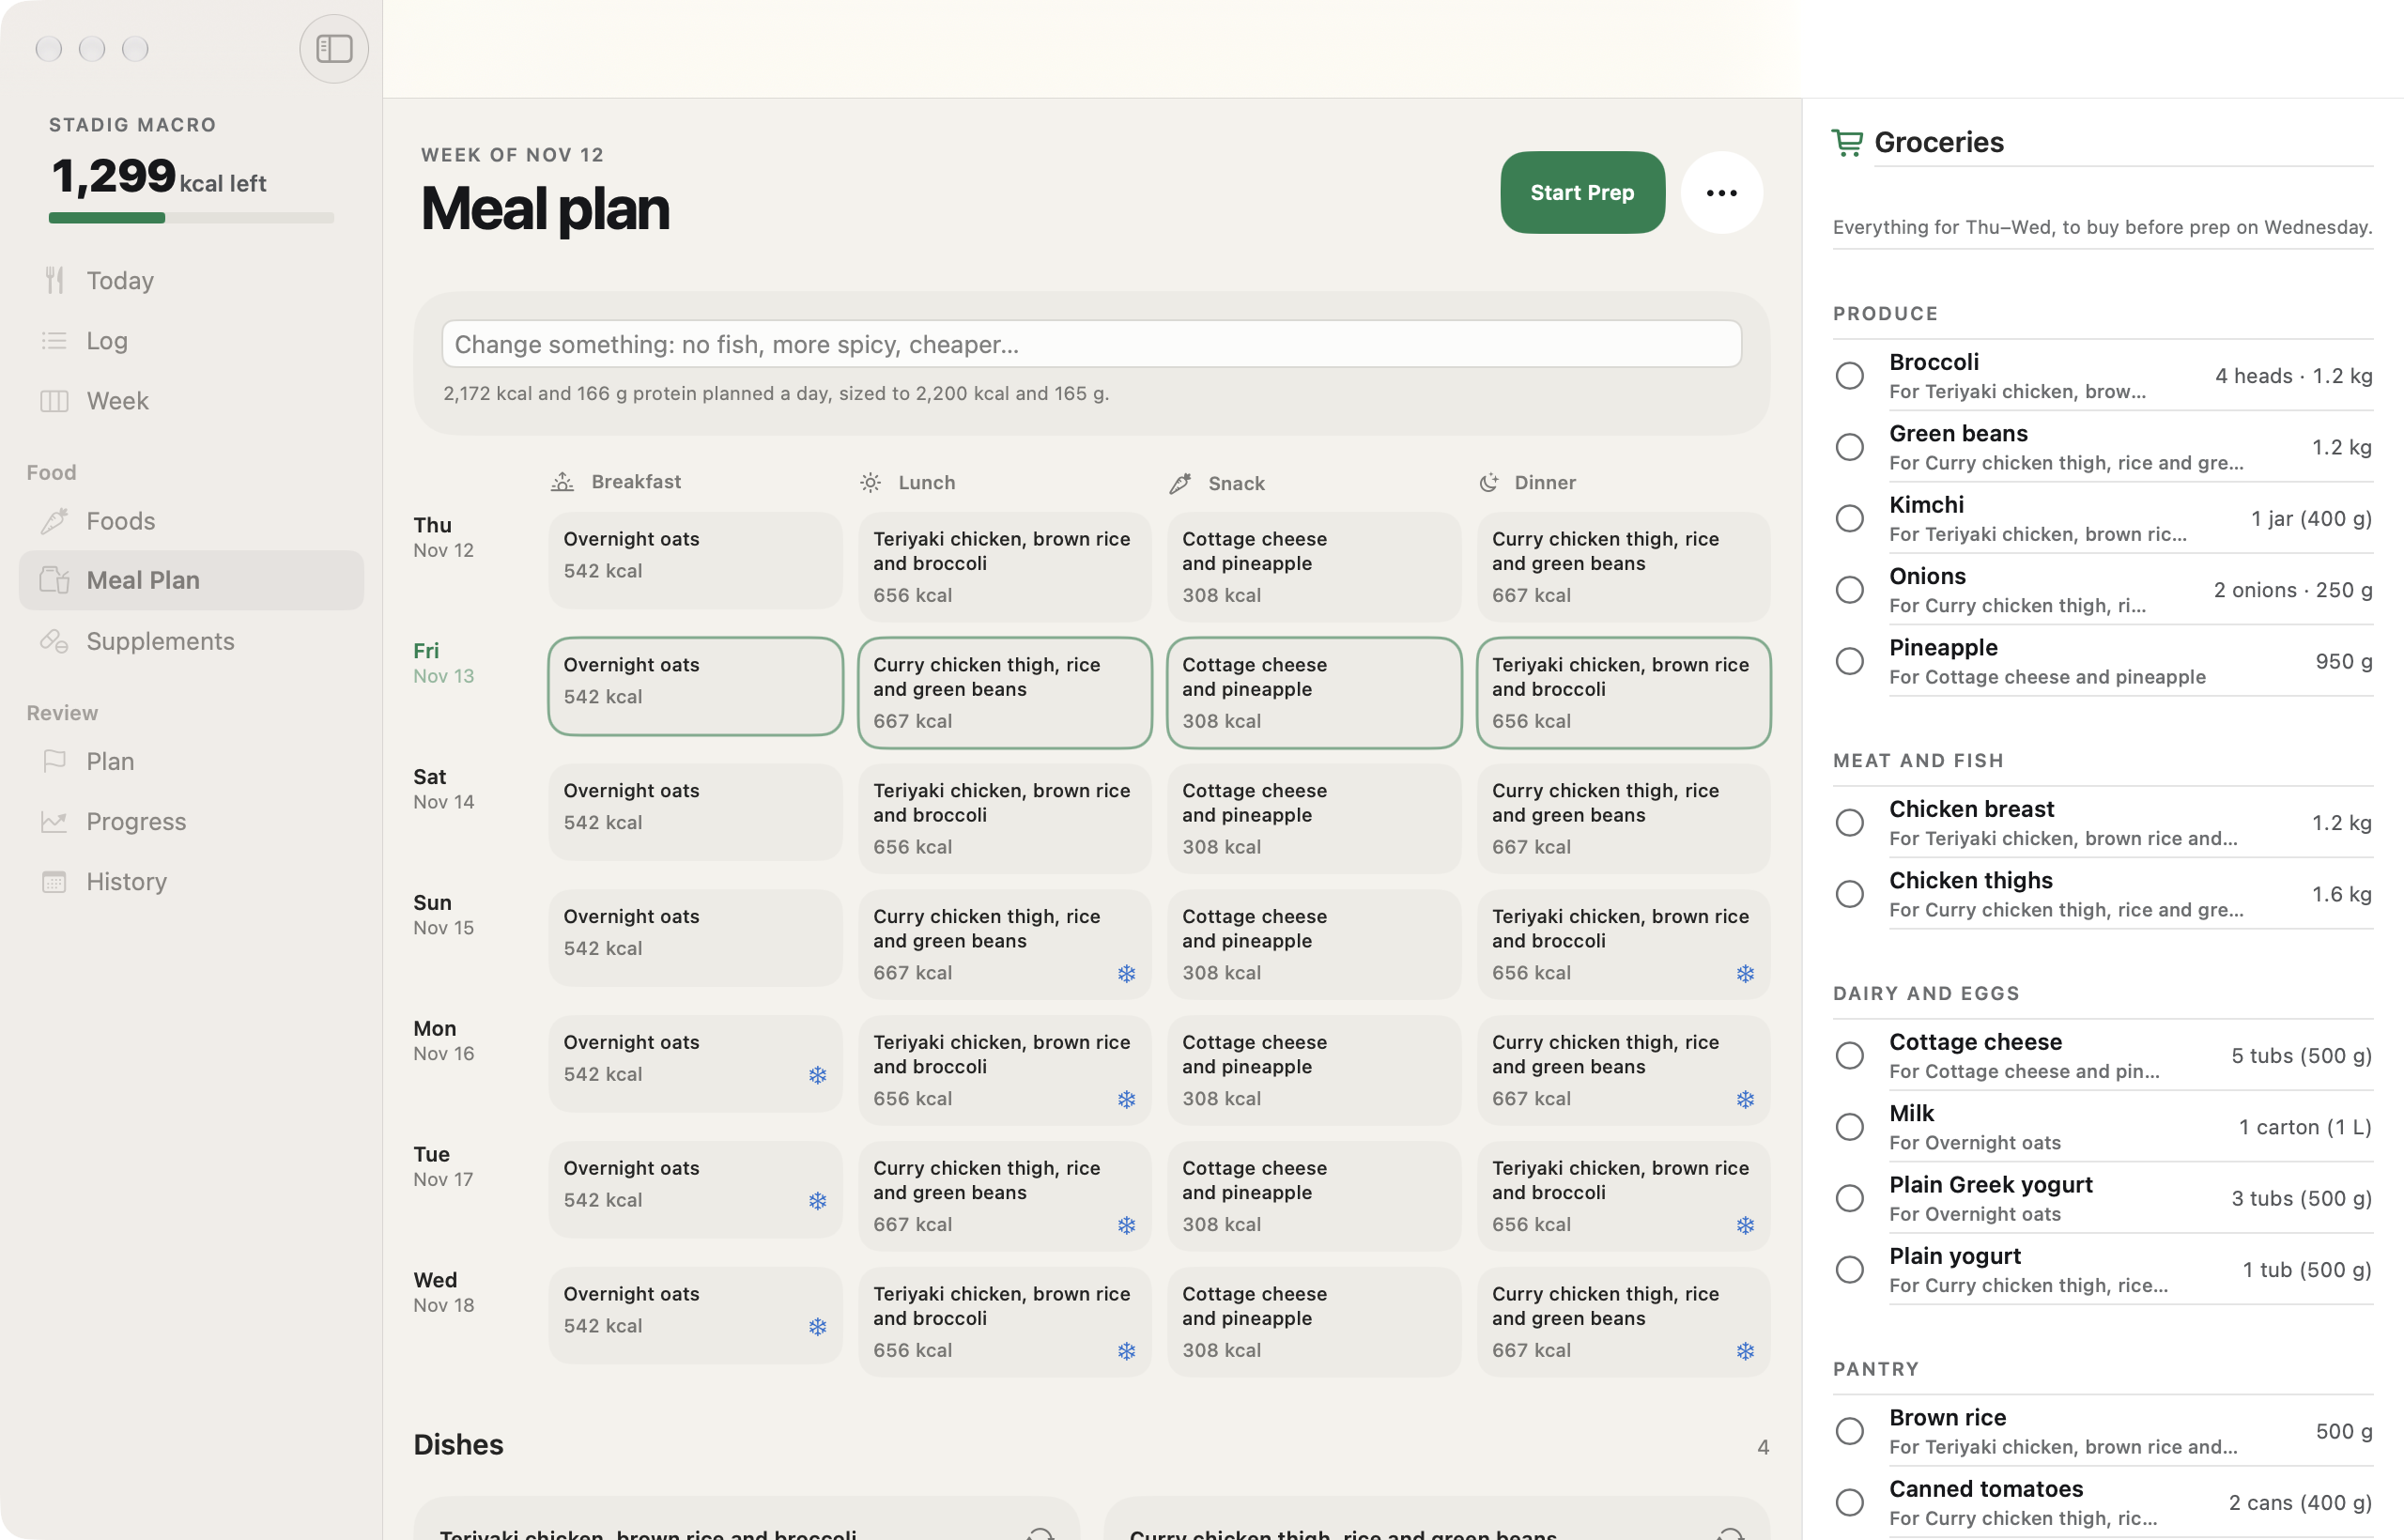 STADIG MACRO
1,299 kcal left
Today
Log
Week
Food
Foods
Meal Plan
Supplements
Review
Plan
Progress
History
WEEK OF NOV 12
Meal plan
Start Prep
Change something: no fish, more spicy, cheaper...
2,172 kcal and 166 g protein planned a day, sized to 2,200 kcal and 165 g.
Breakfast Lunch Snack Dinner
Thu
Nov 12
Overnight oats
542 kcal
Teriyaki chicken, brown rice
and broccoli
656 kcal
Cottage cheese
and pineapple
308 kcal
Curry chicken thigh, rice
and green beans
667 kcal
Fri
Nov 13
Overnight oats
542 kcal
Curry chicken thigh, rice
and green beans
667 kcal
Cottage cheese
and pineapple
308 kcal
Teriyaki chicken, brown rice
and broccoli
656 kcal
Sat
Nov 14
Overnight oats
542 kcal
Teriyaki chicken, brown rice
and broccoli
656 kcal
Cottage cheese
and pineapple
308 kcal
Curry chicken thigh, rice
and green beans
667 kcal
Sun
Nov 15
Overnight oats
542 kcal
Curry chicken thigh, rice
and green beans
667 kcal
Cottage cheese
and pineapple
308 kcal
Teriyaki chicken, brown rice
and broccoli
656 kcal
Mon
Nov 16
Overnight oats
542 kcal
Teriyaki chicken, brown rice
and broccoli
656 kcal
Cottage cheese
and pineapple
308 kcal
Curry chicken thigh, rice
and green beans
667 kcal
Tue
Nov 17
Overnight oats
542 kcal
Curry chicken thigh, rice
and green beans
667 kcal
Cottage cheese
and pineapple
308 kcal
Teriyaki chicken, brown rice
and broccoli
656 kcal
Wed
Nov 18
Overnight oats
542 kcal
Teriyaki chicken, brown rice
and broccoli
656 kcal
Cottage cheese
and pineapple
308 kcal
Curry chicken thigh, rice
and green beans
667 kcal
Dishes 4
Teriyaki chicken, brown rice and broccoli
Curry chicken thigh, rice and green beans
Groceries
Everything for Thu–Wed, to buy before prep on Wednesday.
PRODUCE
Broccoli
For Teriyaki chicken, brow...
4 heads · 1.2 kg
Green beans
For Curry chicken thigh, rice and gre...
1.2 kg
Kimchi
For Teriyaki chicken, brown ric...
1 jar (400 g)
Onions
For Curry chicken thigh, ri...
2 onions · 250 g
Pineapple
For Cottage cheese and pineapple
950 g
MEAT AND FISH
Chicken breast
For Teriyaki chicken, brown rice and...
1.2 kg
Chicken thighs
For Curry chicken thigh, rice and gre...
1.6 kg
DAIRY AND EGGS
Cottage cheese
For Cottage cheese and pin...
5 tubs (500 g)
Milk
For Overnight oats
1 carton (1 L)
Plain Greek yogurt
For Overnight oats
3 tubs (500 g)
Plain yogurt
For Curry chicken thigh, rice...
1 tub (500 g)
PANTRY
Brown rice
For Teriyaki chicken, brown rice and...
500 g
Canned tomatoes
For Curry chicken thigh, ric...
2 cans (400 g)